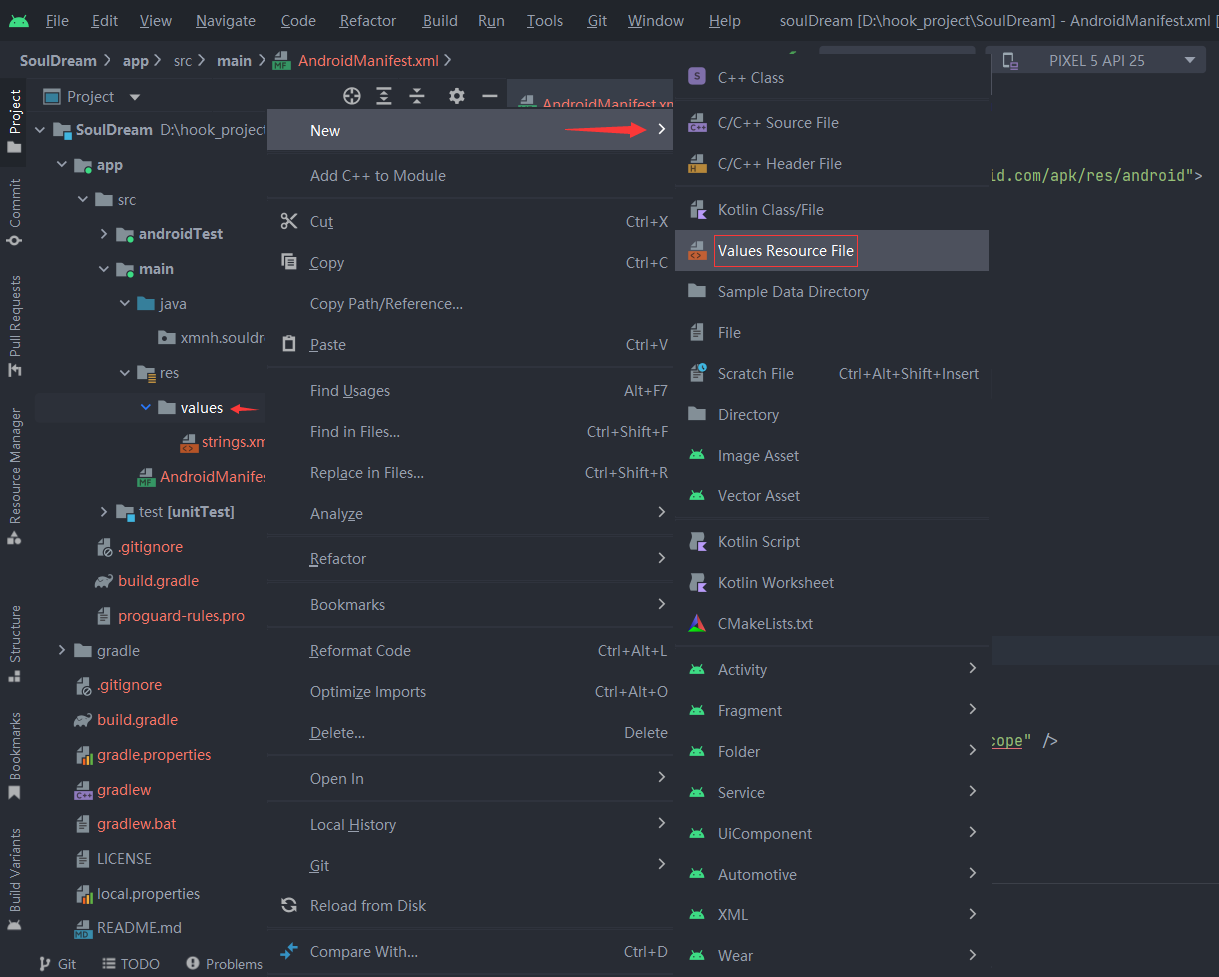 File Edit View Navigate Code Refactor Build Run Tools Git Window Help soulDream [D:\hook_project\SoulDream] - AndroidManifest.xml [
SoulDream app src main AndroidManifest.xml PIXEL 5 API 25
Project
AndroidManifest.xm
SoulDream D:\hook_project
app
src
androidTest
main
java
xmnh.souldr
res
values
strings.xm
AndroidManife
test [unitTest]
.gitignore
build.gradle
proguard-rules.pro
gradle
.gitignore
build.gradle
gradle.properties
gradlew
gradlew.bat
LICENSE
local.properties
README.md
Project
Commit
Pull Requests
Resource Manager
Structure
Bookmarks
Build Variants
New
Add C++ to Module
Cut Ctrl+X
Copy Ctrl+C
Copy Path/Reference...
Paste Ctrl+V
Find Usages Alt+F7
Find in Files... Ctrl+Shift+F
Replace in Files... Ctrl+Shift+R
Analyze
Refactor
Bookmarks
Reformat Code Ctrl+Alt+L
Optimize Imports Ctrl+Alt+O
Delete... Delete
Open In
Local History
Git
Reload from Disk
Compare With... Ctrl+D
C++ Class
C/C++ Source File
C/C++ Header File
Kotlin Class/File
Values Resource File
Sample Data Directory
File
Scratch File Ctrl+Alt+Shift+Insert
Directory
Image Asset
Vector Asset
Kotlin Script
Kotlin Worksheet
CMakeLists.txt
Activity
Fragment
Folder
Service
UiComponent
Automotive
XML
Wear
id.com/apk/res/android">
cope" />
Git TODO Problems